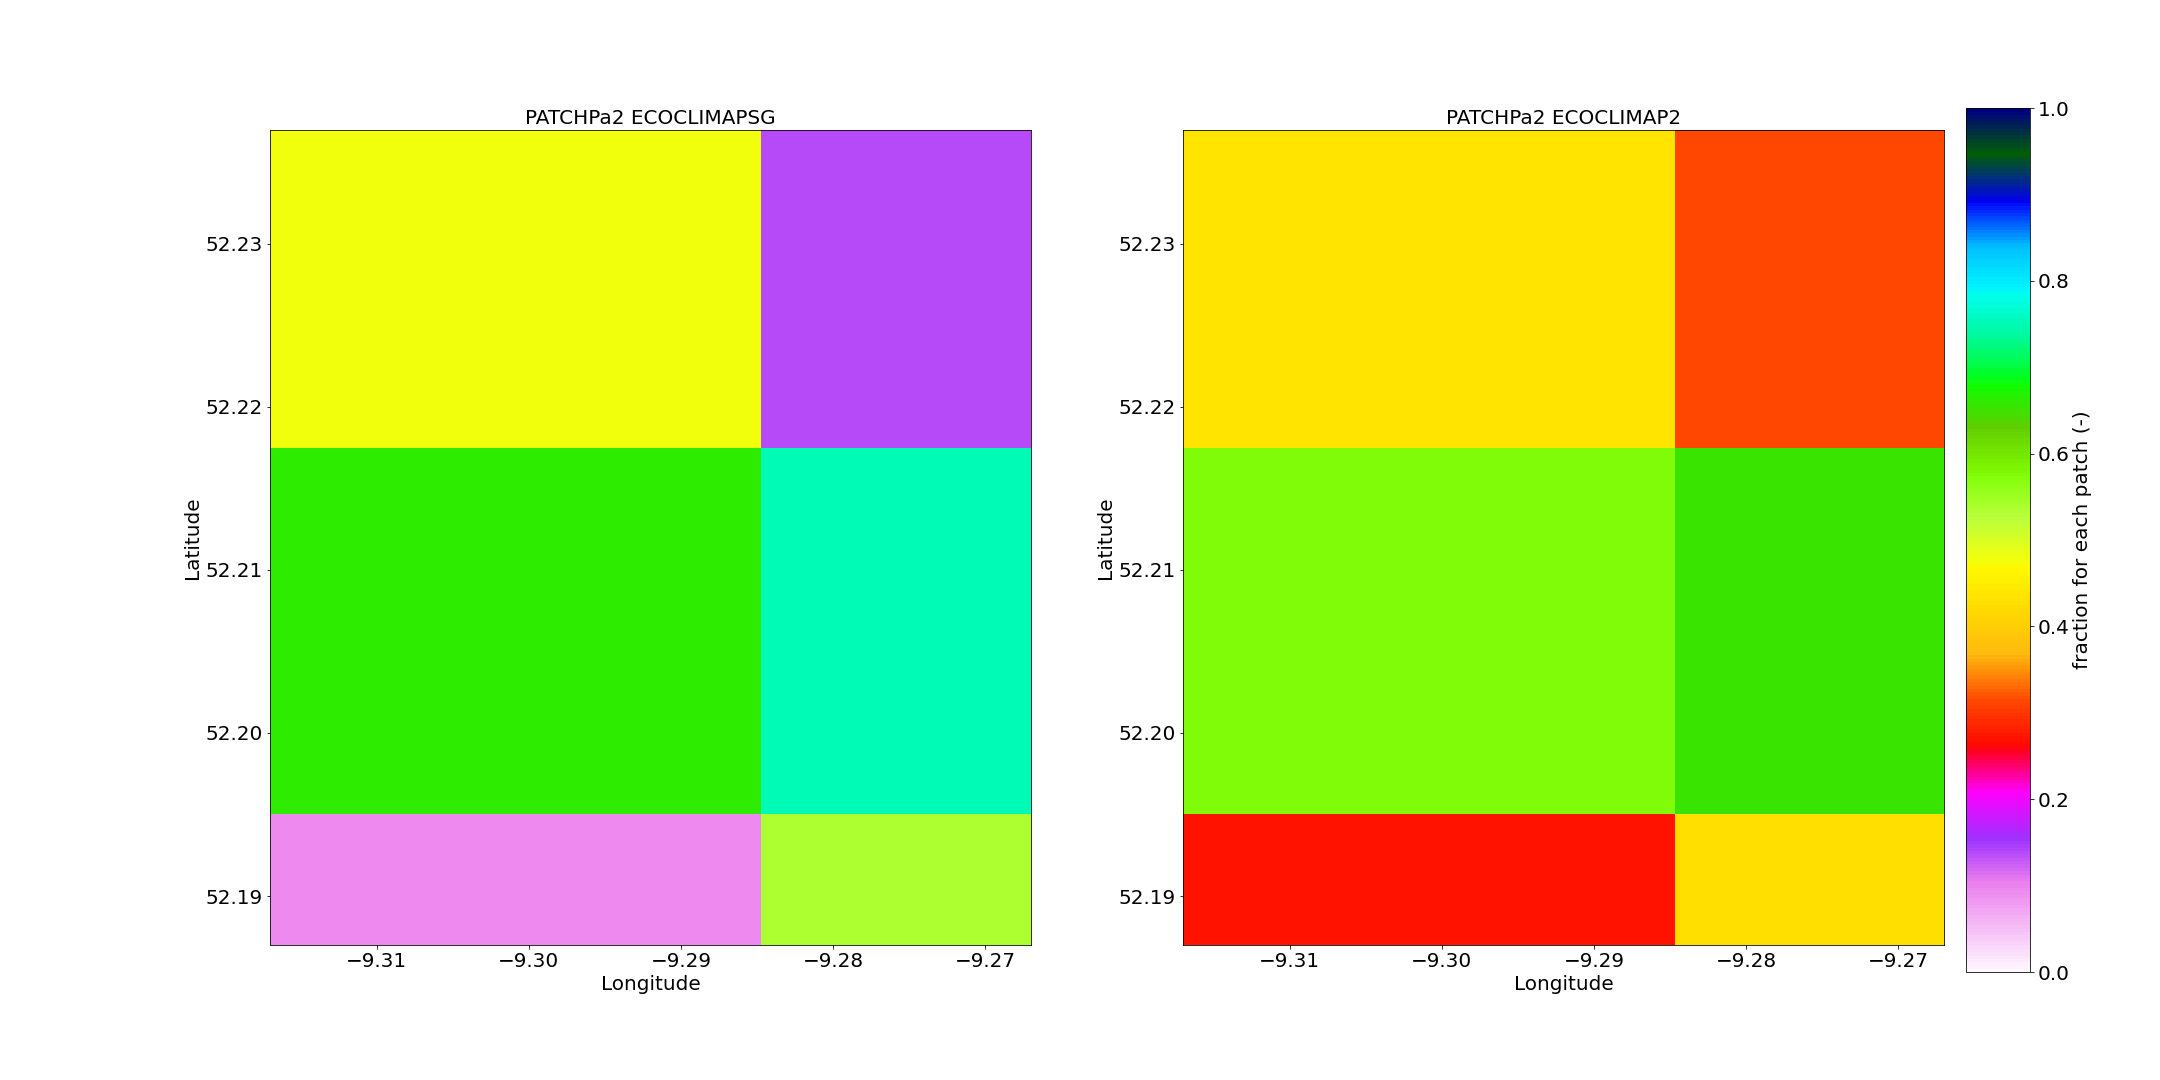 PATCHPa2 ECOCLIMAPSG
52.23
52.22
52.21
52.20
52.19
Latitude
−9.31 −9.30 −9.29 −9.28 −9.27
Longitude
PATCHPa2 ECOCLIMAP2
52.23
52.22
52.21
52.20
52.19
Latitude
−9.31 −9.30 −9.29 −9.28 −9.27
Longitude
1.0
0.8
0.6
0.4
0.2
0.0
fraction for each patch (-)